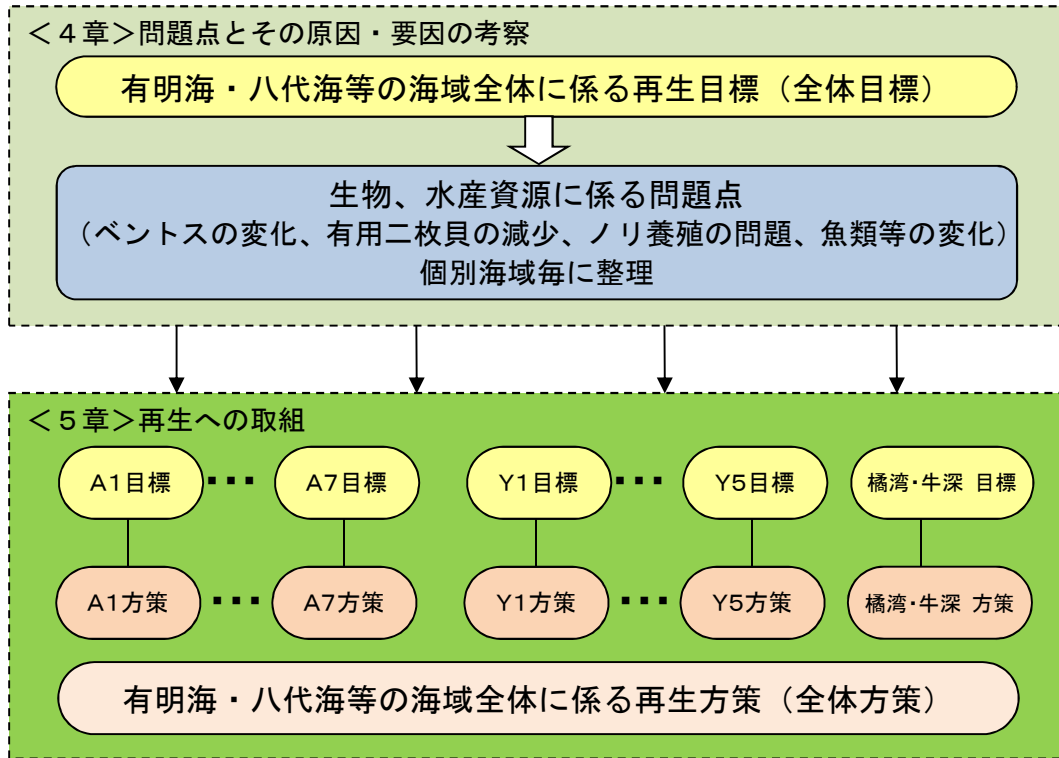 ＜４章＞問題点とその原因・要因の考察
有明海・八代海等の海域全体に係る再生目標（全体目標）
生物、水産資源に係る問題点
（ベントスの変化、有用二枚貝の減少、ノリ養殖の問題、魚類等の変化）
個別海域毎に整理
＜５章＞再生への取組
A1目標 ・・・ A7目標 Y1目標 ・・・ Y5目標 橘湾・牛深 目標
A1方策 ・・・ A7方策 Y1方策 ・・・ Y5方策 橘湾・牛深 方策
有明海・八代海等の海域全体に係る再生方策（全体方策）